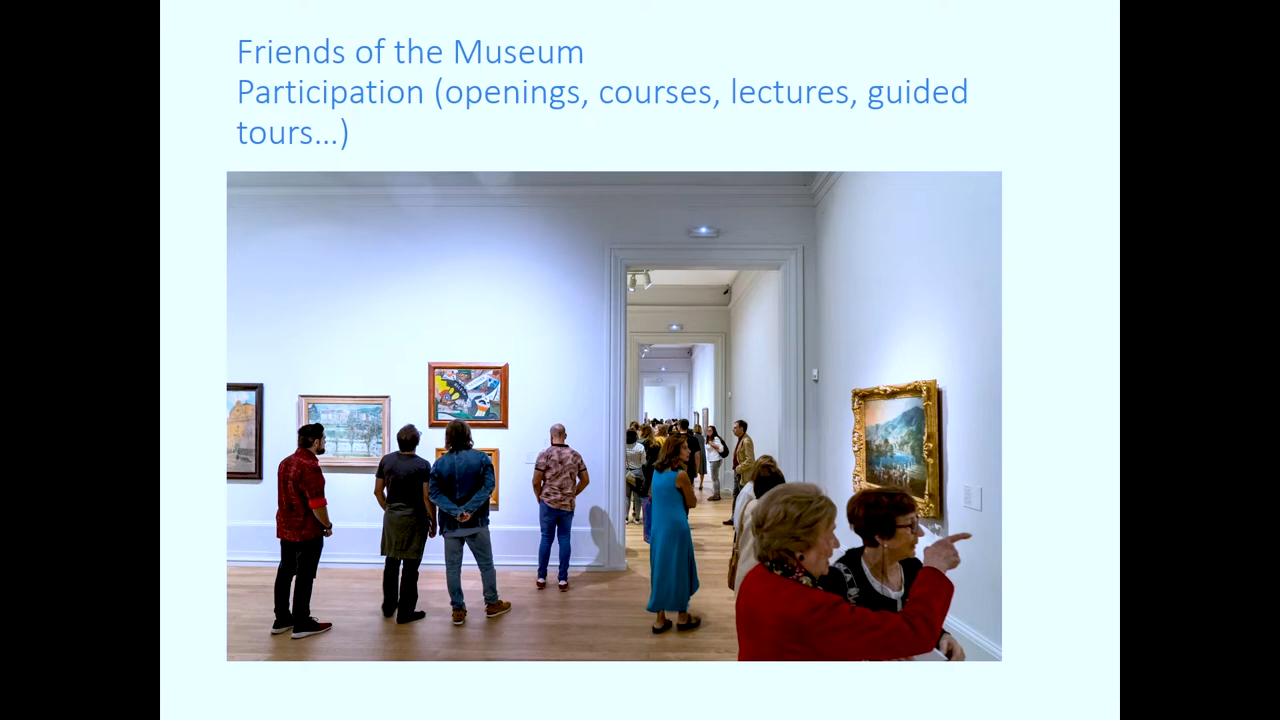 Friends of the Museum
Participation (openings, courses, lectures, guided
tours...)